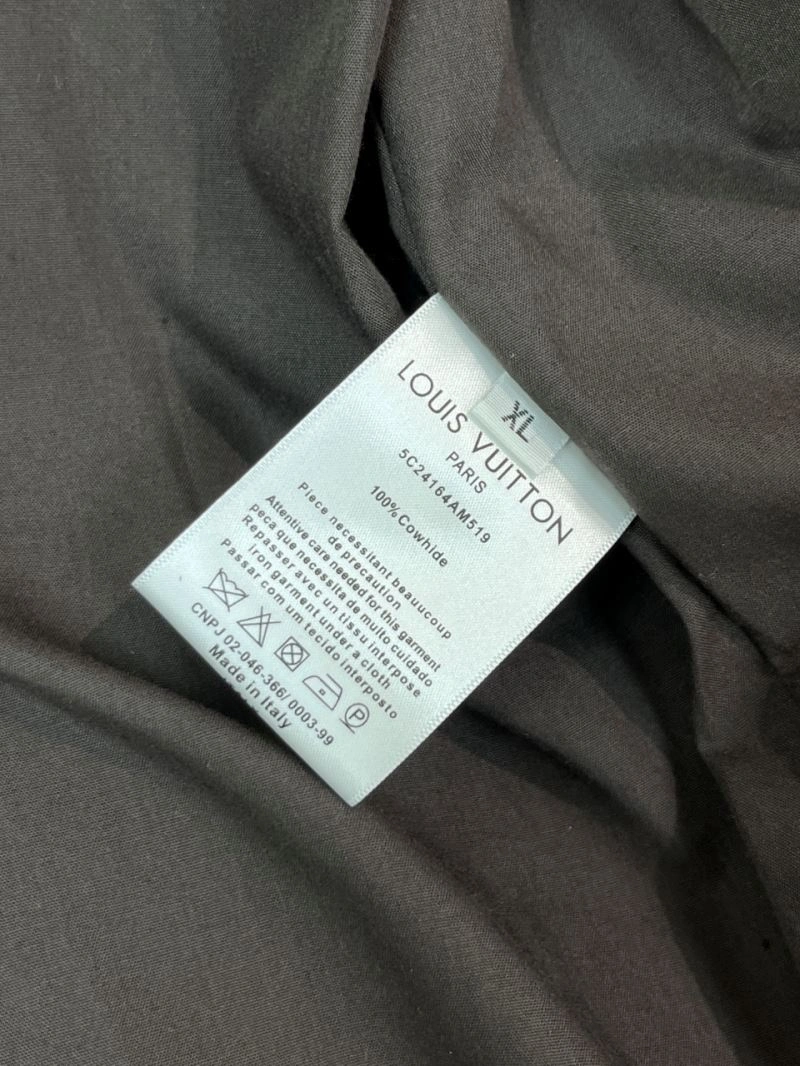 LOUIS VUITTON
XL
PARIS
5C24164AM519
100%Cowhide
Piece necessitant beauucoup
de precaution
Attentive care needed for this garment
peca que necessita de muito cuidado
Repasser avec un tissu interpose
iron garment under a cloth
Passar com um tecido interposto
P
CNPJ 02-046-366/0003-99
Made in Italy